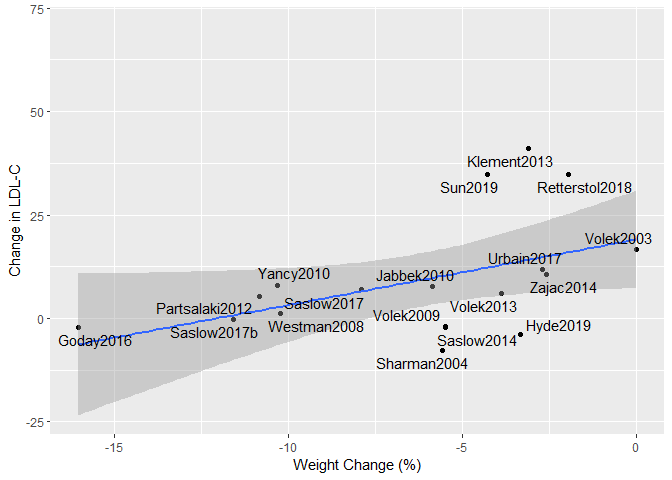 75
50
25
0
-25
Change in LDL-C
Klement2013
Sun2019
Retterstol2018
Volek2003
Urbain2017
Yancy2010
Jabbek2010
Zajac2014
Partsalaki2012
Saslow2017
Volek2013
Volek2009
Saslow2017b
Westman2008
Hyde2019
Goday2016
Saslow2014
Sharman2004
-15
-10
-5
0
Weight Change (%)